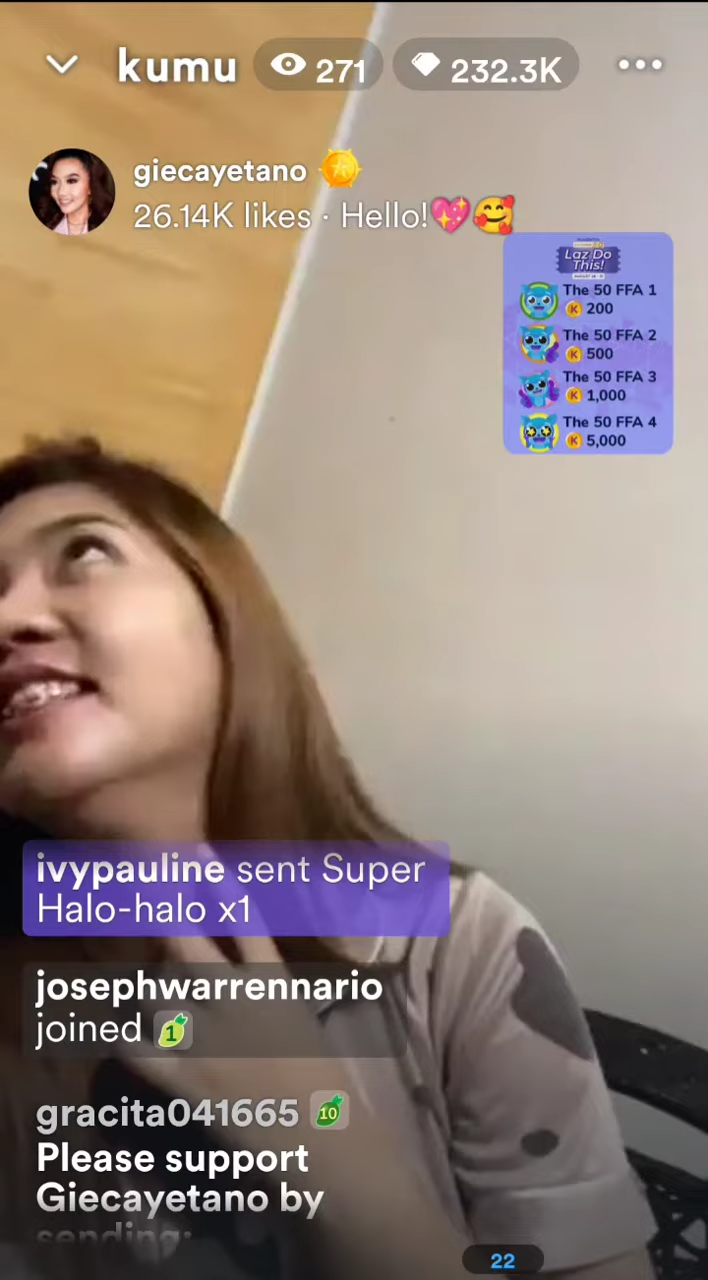 kumu 271 232.3K
giecayetano
26.14K likes · Hello!💖🥰
Laz Do
This!
The 50 FFA 1
K 200
The 50 FFA 2
K 500
The 50 FFA 3
K 1,000
The 50 FFA 4
K 5,000
ivypauline sent Super
Halo-halo x1
josephwarrennario
joined 1
gracita041665 10
Please support
Giecayetano by
sending:
22